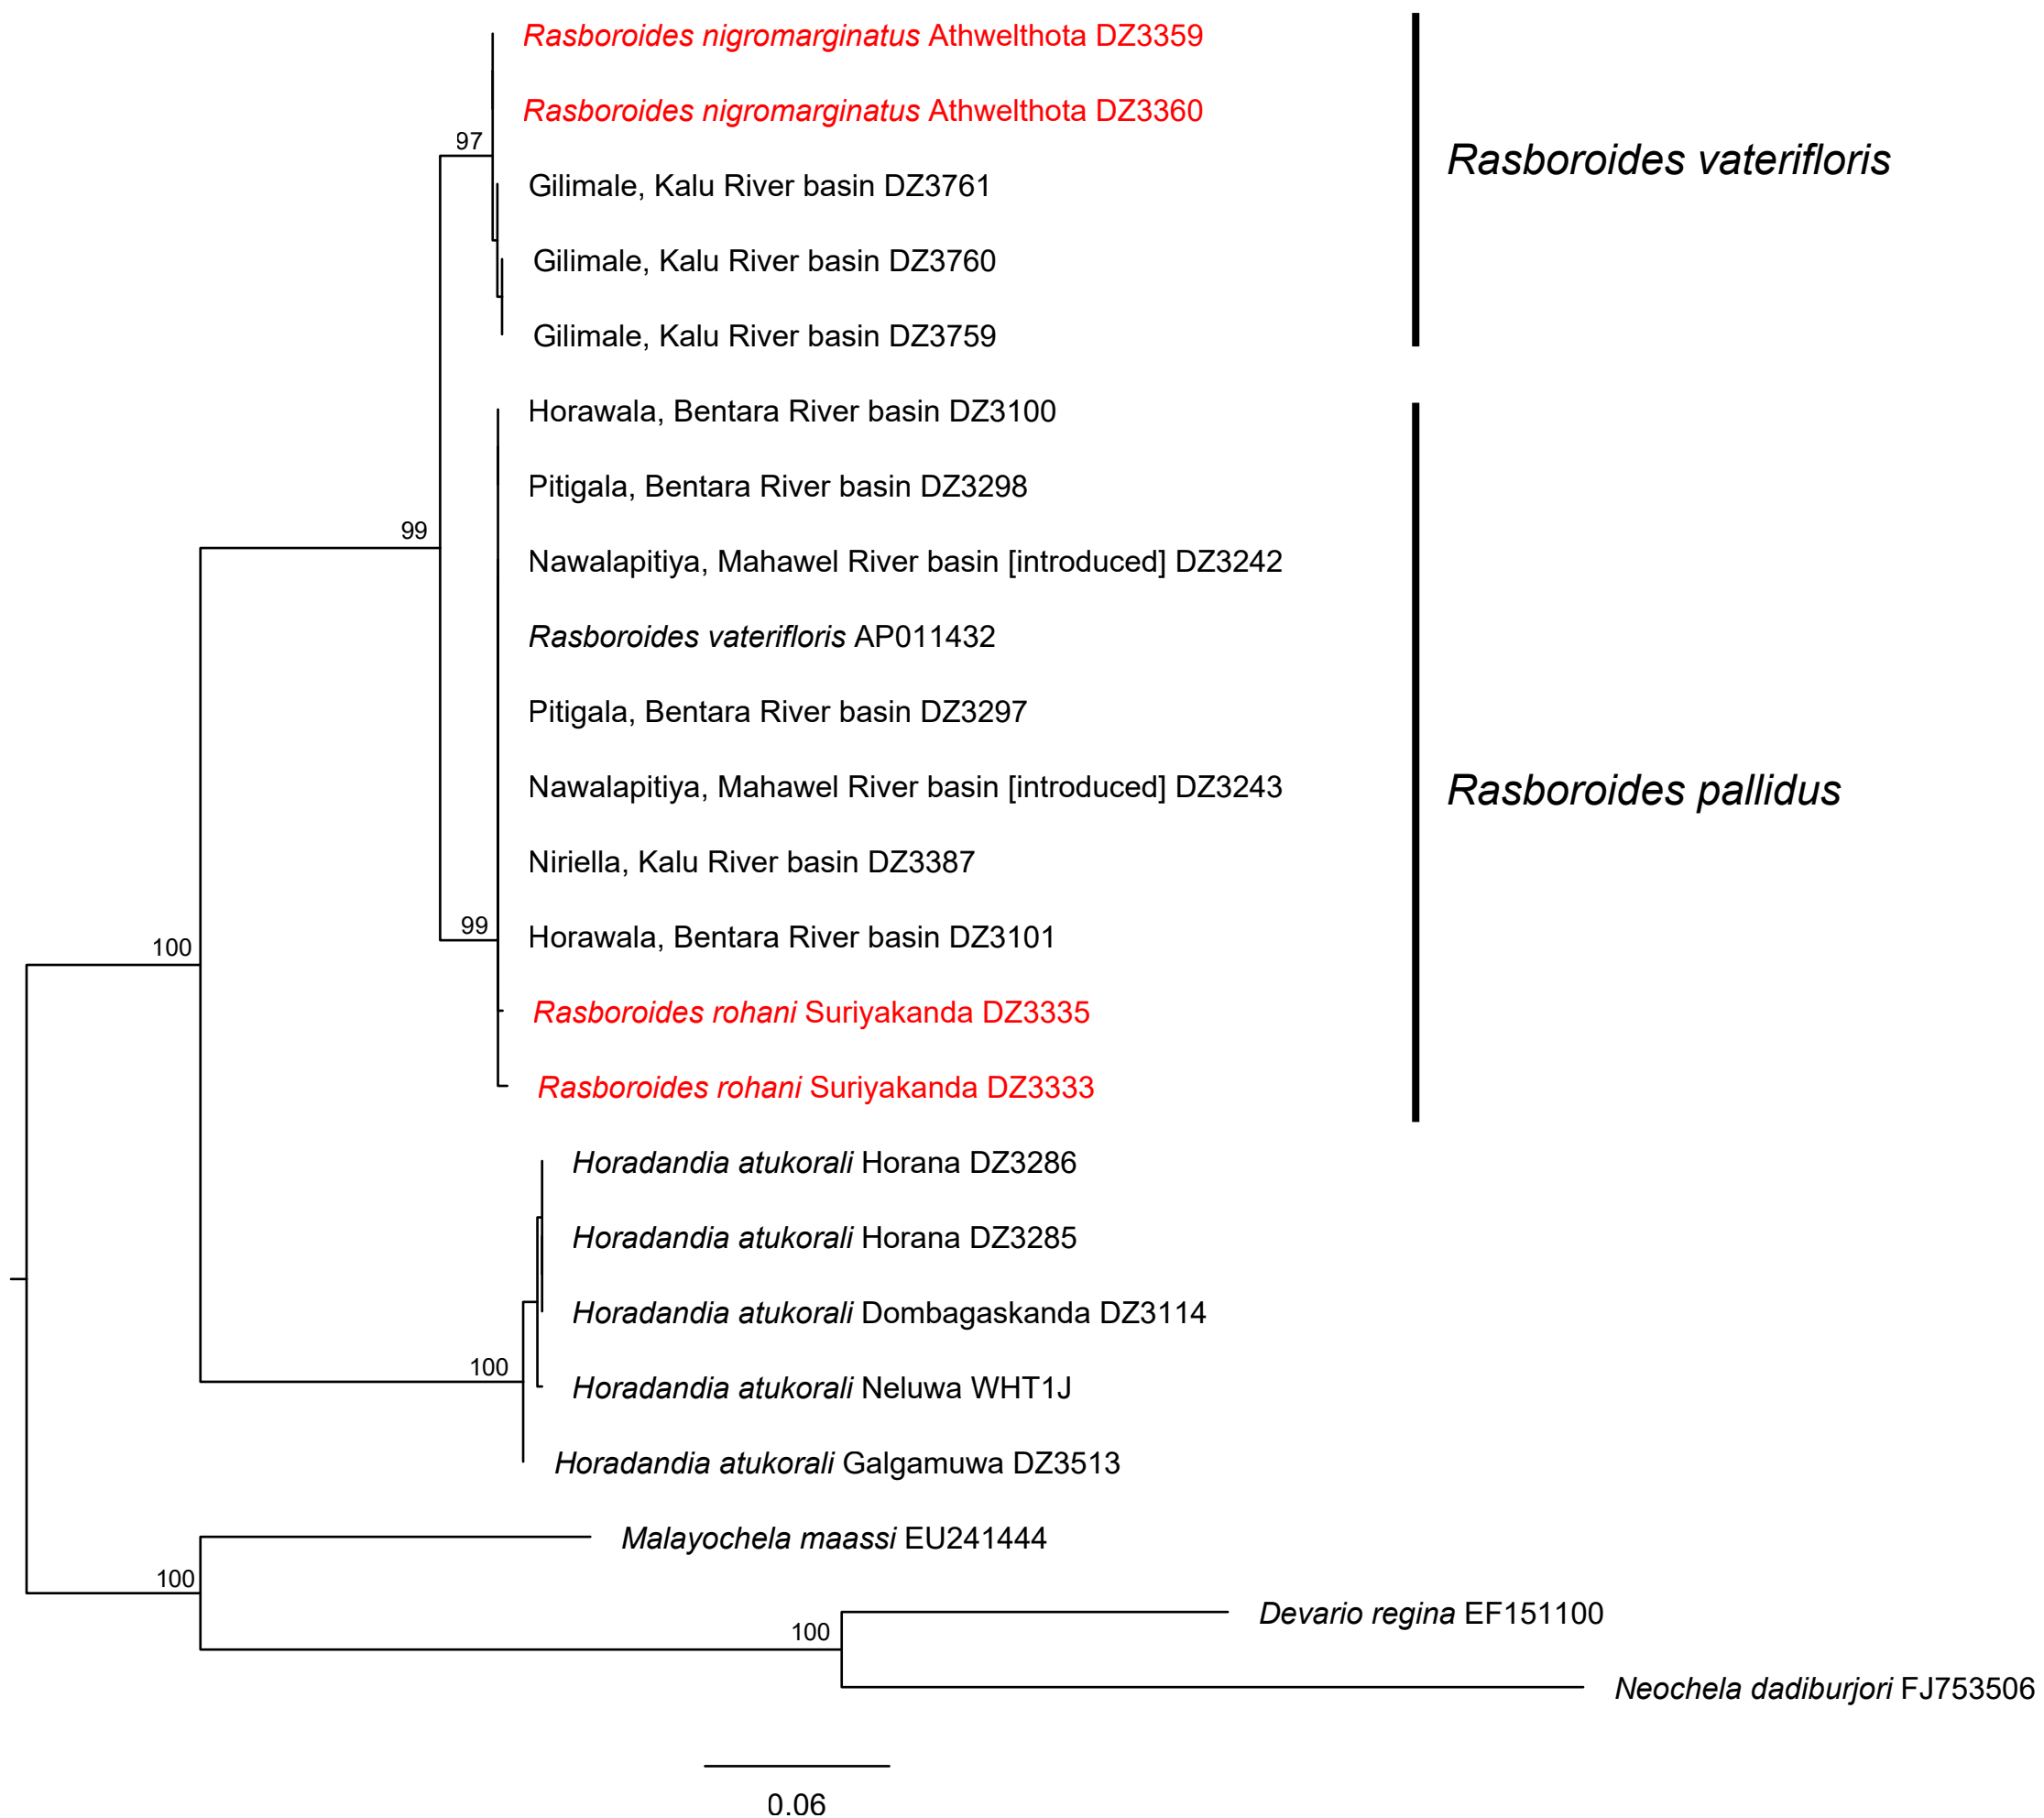 Rasboroides nigromarginatus Athwelthota DZ3359
Rasboroides nigromarginatus Athwelthota DZ3360
97
Rasboroides vaterifloris
Gilimale, Kalu River basin DZ3761
Gilimale, Kalu River basin DZ3760
Gilimale, Kalu River basin DZ3759
Horawala, Bentara River basin DZ3100
Pitigala, Bentara River basin DZ3298
99
Nawalapitiya, Mahawel River basin [introduced] DZ3242
Rasboroides vaterifloris AP011432
Pitigala, Bentara River basin DZ3297
Nawalapitiya, Mahawel River basin [introduced] DZ3243
Rasboroides pallidus
Niriella, Kalu River basin DZ3387
99
Horawala, Bentara River basin DZ3101
100
Rasboroides rohani Suriyakanda DZ3335
Rasboroides rohani Suriyakanda DZ3333
Horadandia atukorali Horana DZ3286
Horadandia atukorali Horana DZ3285
Horadandia atukorali Dombagaskanda DZ3114
100
Horadandia atukorali Neluwa WHT1J
Horadandia atukorali Galgamuwa DZ3513
Malayochela maassi EU241444
100
Devario regina EF151100
100
Neochela dadiburjori FJ753506
0.06